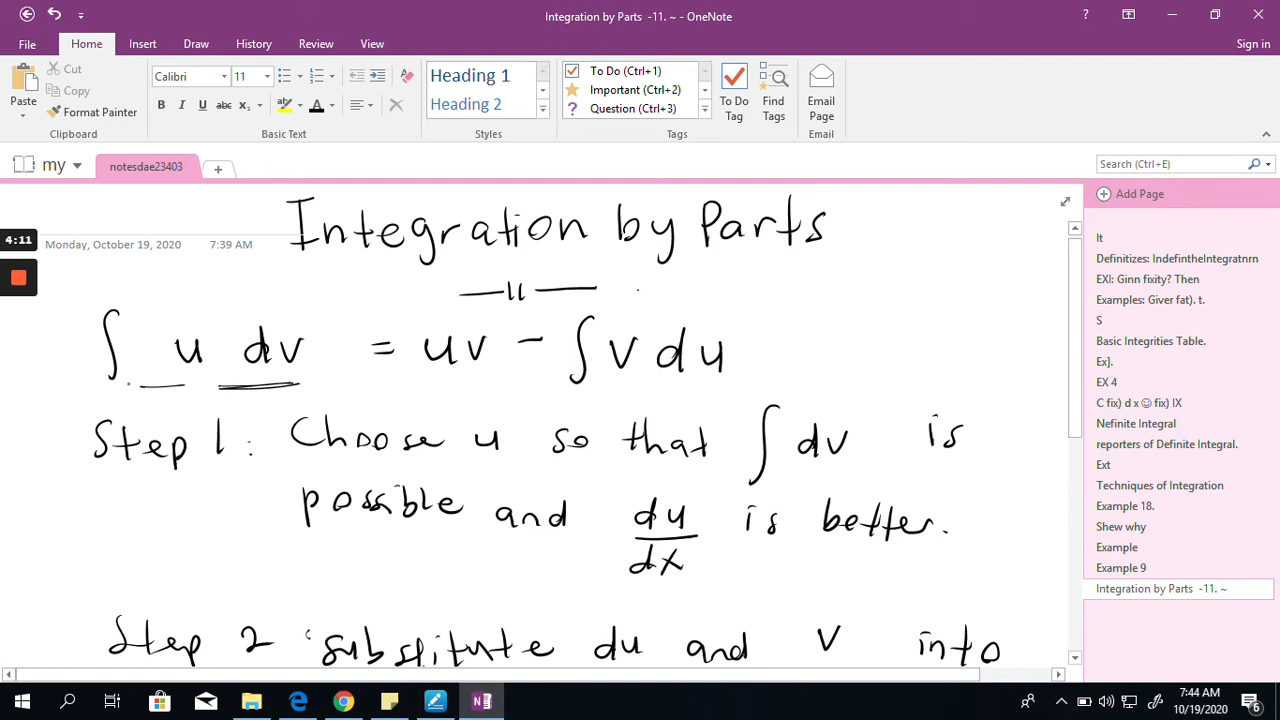 Integration by Parts -11. ~ - OneNote
?
File Home Insert Draw History Review View
Sign in
Paste
Cut
Copy
Format Painter
Clipboard
Calibri 11
B I U abc X₂ A
Basic Text
Heading 1
Heading 2
Styles
To Do (Ctrl+1)
Important (Ctrl+2)
? Question (Ctrl+3)
Tags
To Do Tag
Find Tags
Email Page
Email
my
notesdae23403
+
Search (Ctrl+E)
Add Page
Integration by Parts
Monday, October 19, 2020 7:39 AM
4:11
∫ u dv = uv - ∫ v du
Step 1: Choose u so that ∫ dv is
possible and du/dx is better.
Step 2 : substitute du and v into
It
Definitizes: IndefintheIntegratnrn
EXI: Ginn fixity? Then
Examples: Giver fat). t.
S
Basic Integrities Table.
Ex].
EX 4
C fix) d x ☺ fix) IX
Nefinite Integral
reporters of Definite Integral.
Ext
Techniques of Integration
Example 18.
Shew why
Example
Example 9
Integration by Parts -11. ~
7:44 AM
10/19/2020
6